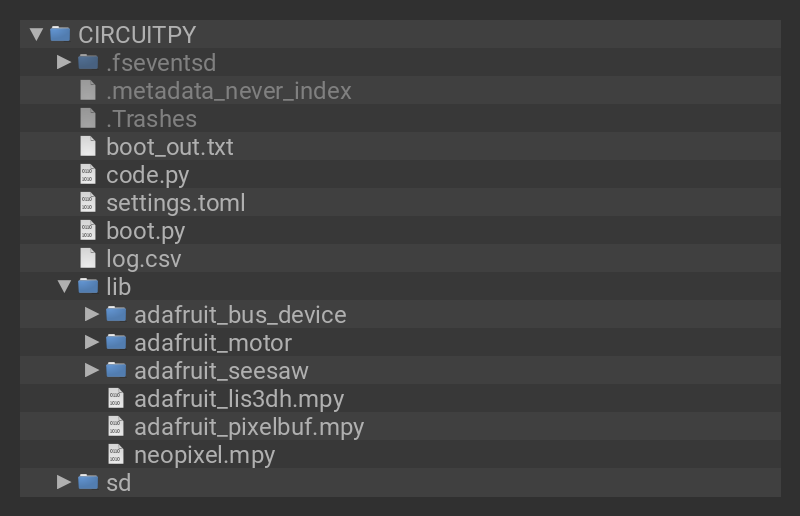 CIRCUITPY
.fseventsd
.metadata_never_index
.Trashes
boot_out.txt
code.py
settings.toml
boot.py
log.csv
lib
adafruit_bus_device
adafruit_motor
adafruit_seesaw
adafruit_lis3dh.mpy
adafruit_pixelbuf.mpy
neopixel.mpy
sd